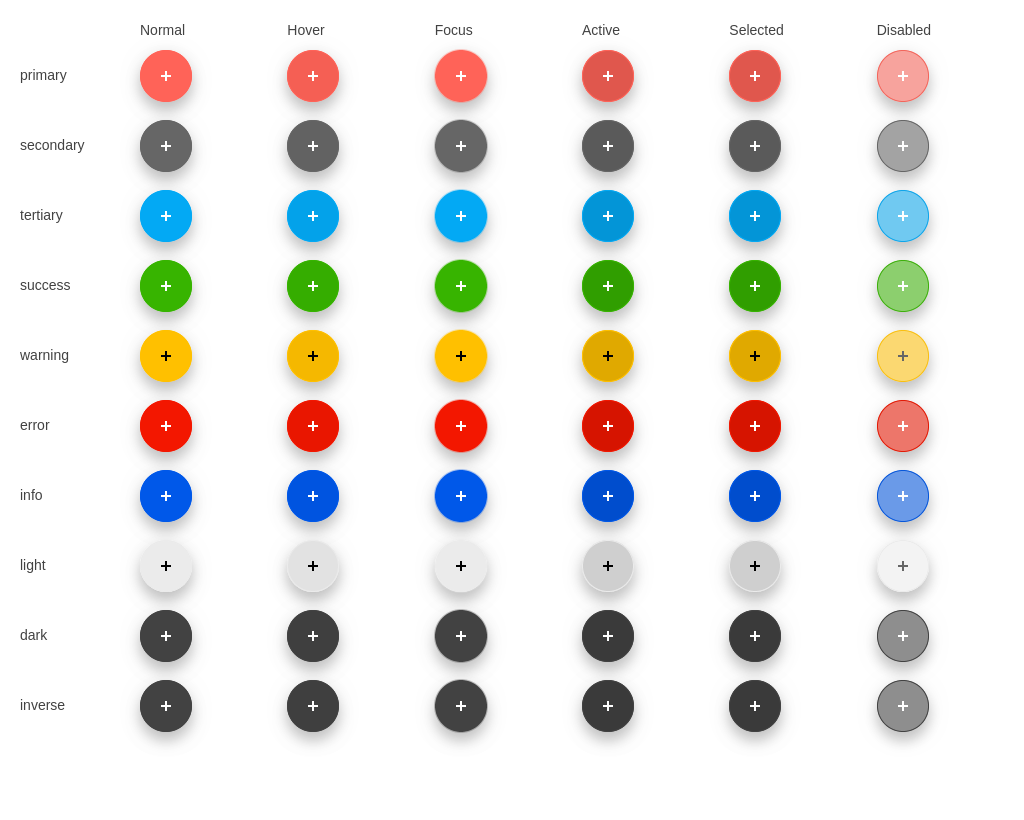 Normal Hover Focus Active Selected Disabled
primary
secondary
tertiary
success
warning
error
info
light
dark
inverse